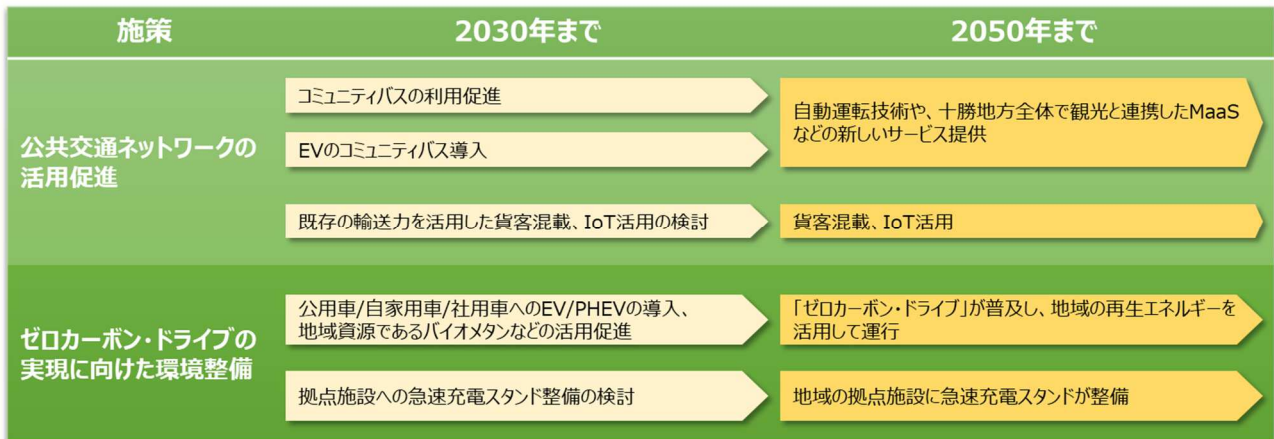 施策
2030年まで
2050年まで
公共交通ネットワークの
活用促進
コミュニティバスの利用促進
EVのコミュニティバス導入
自動運転技術や、十勝地方全体で観光と連携したMaaS
などの新しいサービス提供
既存の輸送力を活用した貨客混載、IoT活用の検討
貨客混載、IoT活用
ゼロカーボン・ドライブの
実現に向けた環境整備
公用車/自家用車/社用車へのEV/PHEVの導入、
地域資源であるバイオメタンなどの活用促進
「ゼロカーボン・ドライブ」が普及し、地域の再生エネルギーを
活用して運行
拠点施設への急速充電スタンド整備の検討
地域の拠点施設に急速充電スタンドが整備